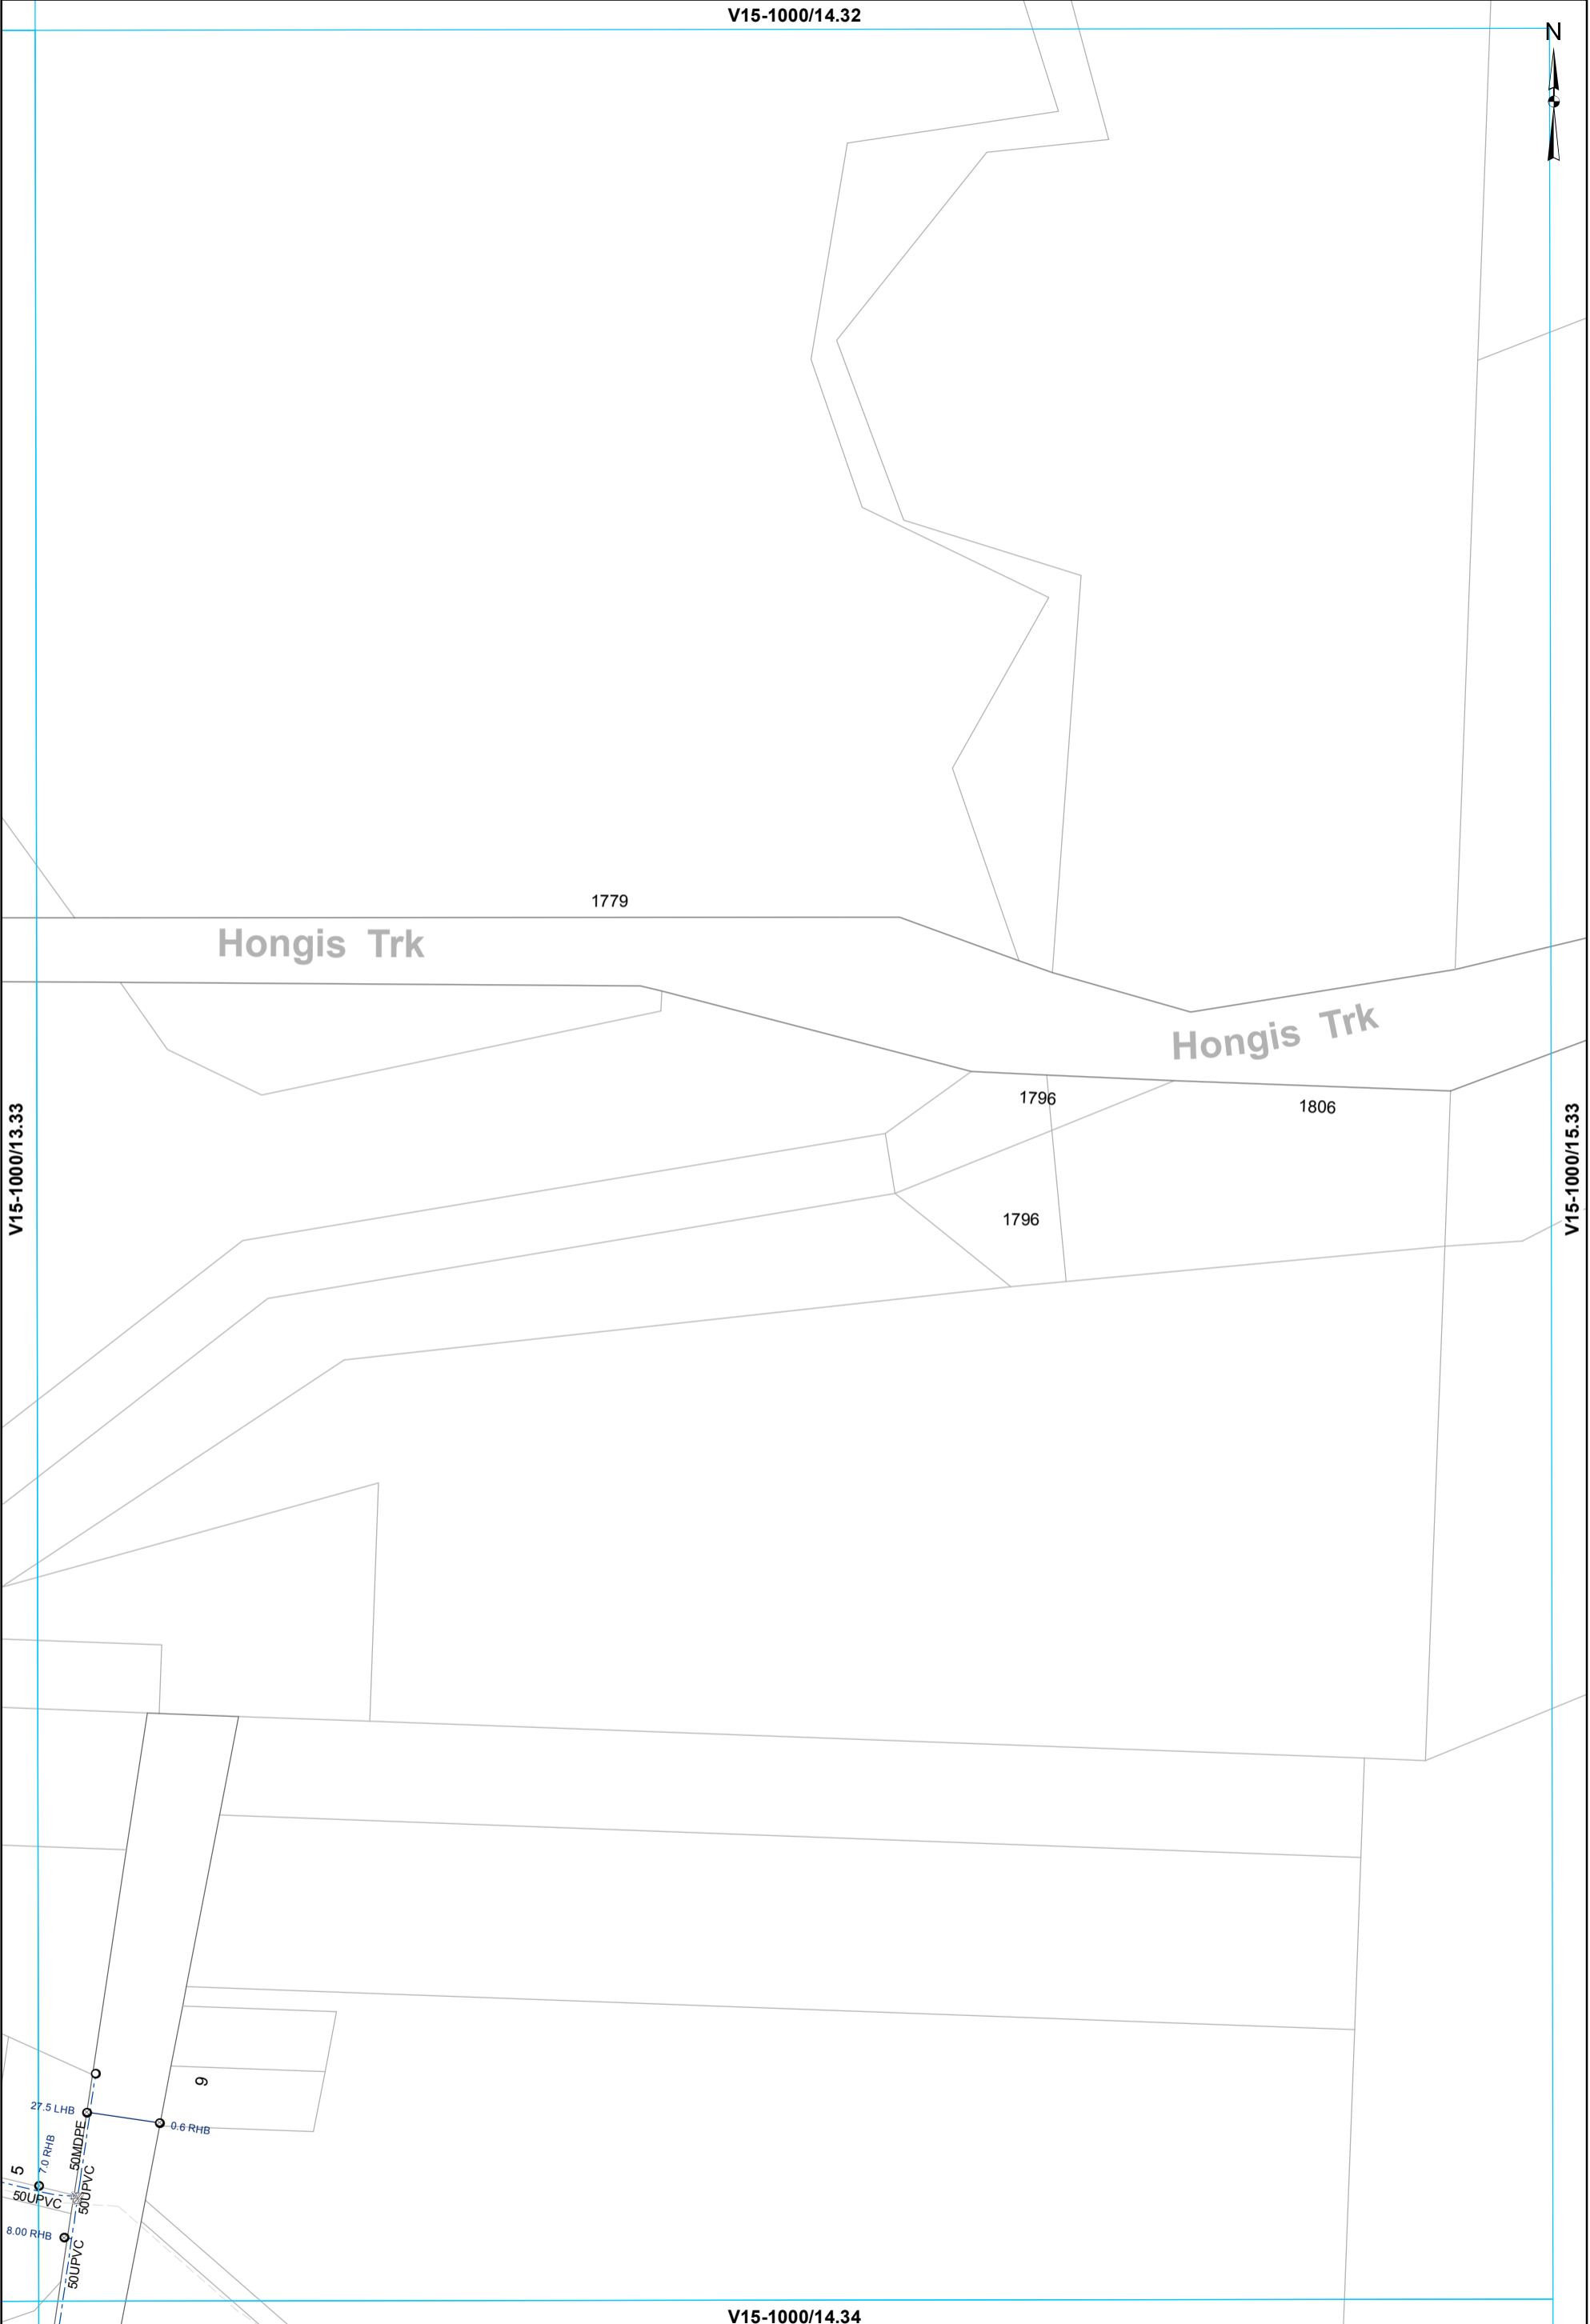 V15-1000/14.32
N
1779
Hongis Trk
Hongis Trk
1796
1806
V15-1000/13.33
V15-1000/15.33
1796
9
27.5 LHB
0.6 RHB
50MDPE
7.0 RHB
5
50UPVC
50UPVC
8.00 RHB
50UPVC
V15-1000/14.34